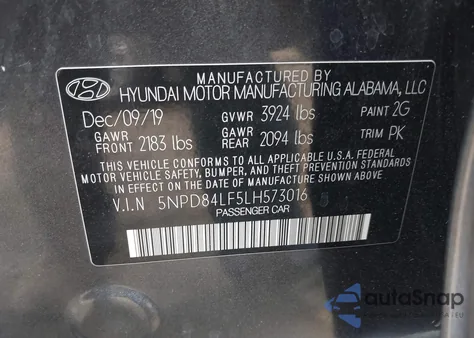 MANUFACTURED BY
HYUNDAI MOTOR MANUFACTURING ALABAMA, LLC
Dec/09/19 GVWR 3924 lbs PAINT 2G
GAWR FRONT 2183 lbs GAWR REAR 2094 lbs TRIM PK
THIS VEHICLE CONFORMS TO ALL APPLICABLE U.S.A FEDERAL
MOTOR VEHICLE SAFETY, BUMPER, AND THEFT PREVENTION
STANDARDS IN EFFECT ON THE DATE OF MANUFACTURE SHOWN ABOVE.
V.I.N 5NPD84LF5LH573016
PASSENGER CAR
autoSnap